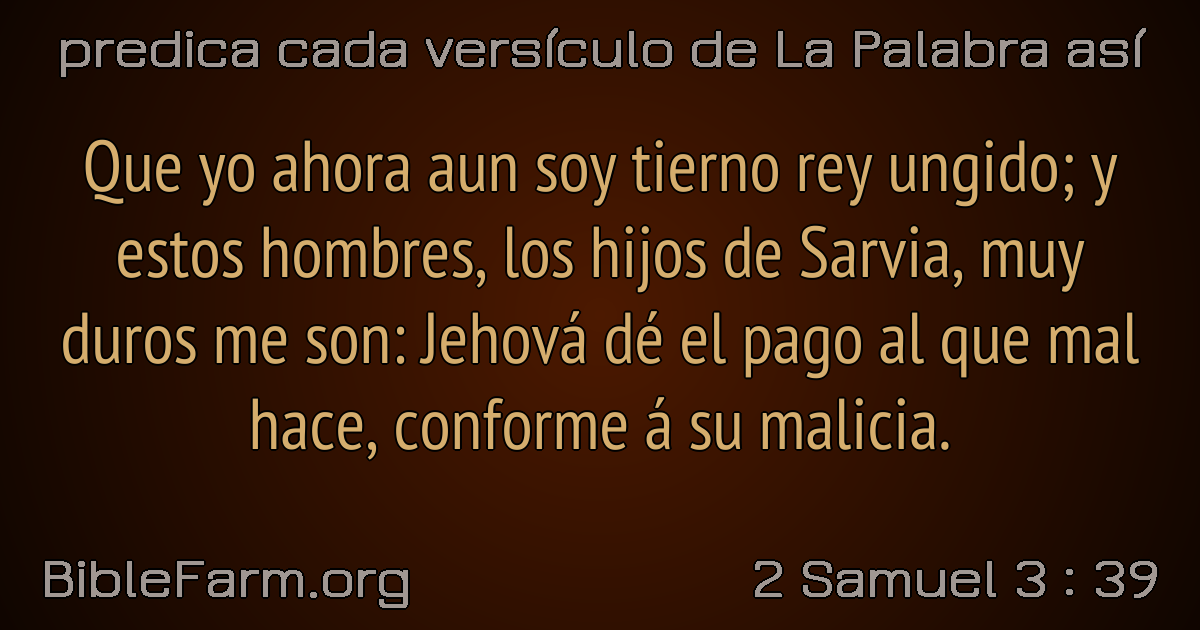 predica cada versículo de La Palabra así
Que yo ahora aun soy tierno rey ungido; y
estos hombres, los hijos de Sarvia, muy
duros me son: Jehová dé el pago al que mal
hace, conforme á su malicia.
BibleFarm.org
2 Samuel 3 : 39